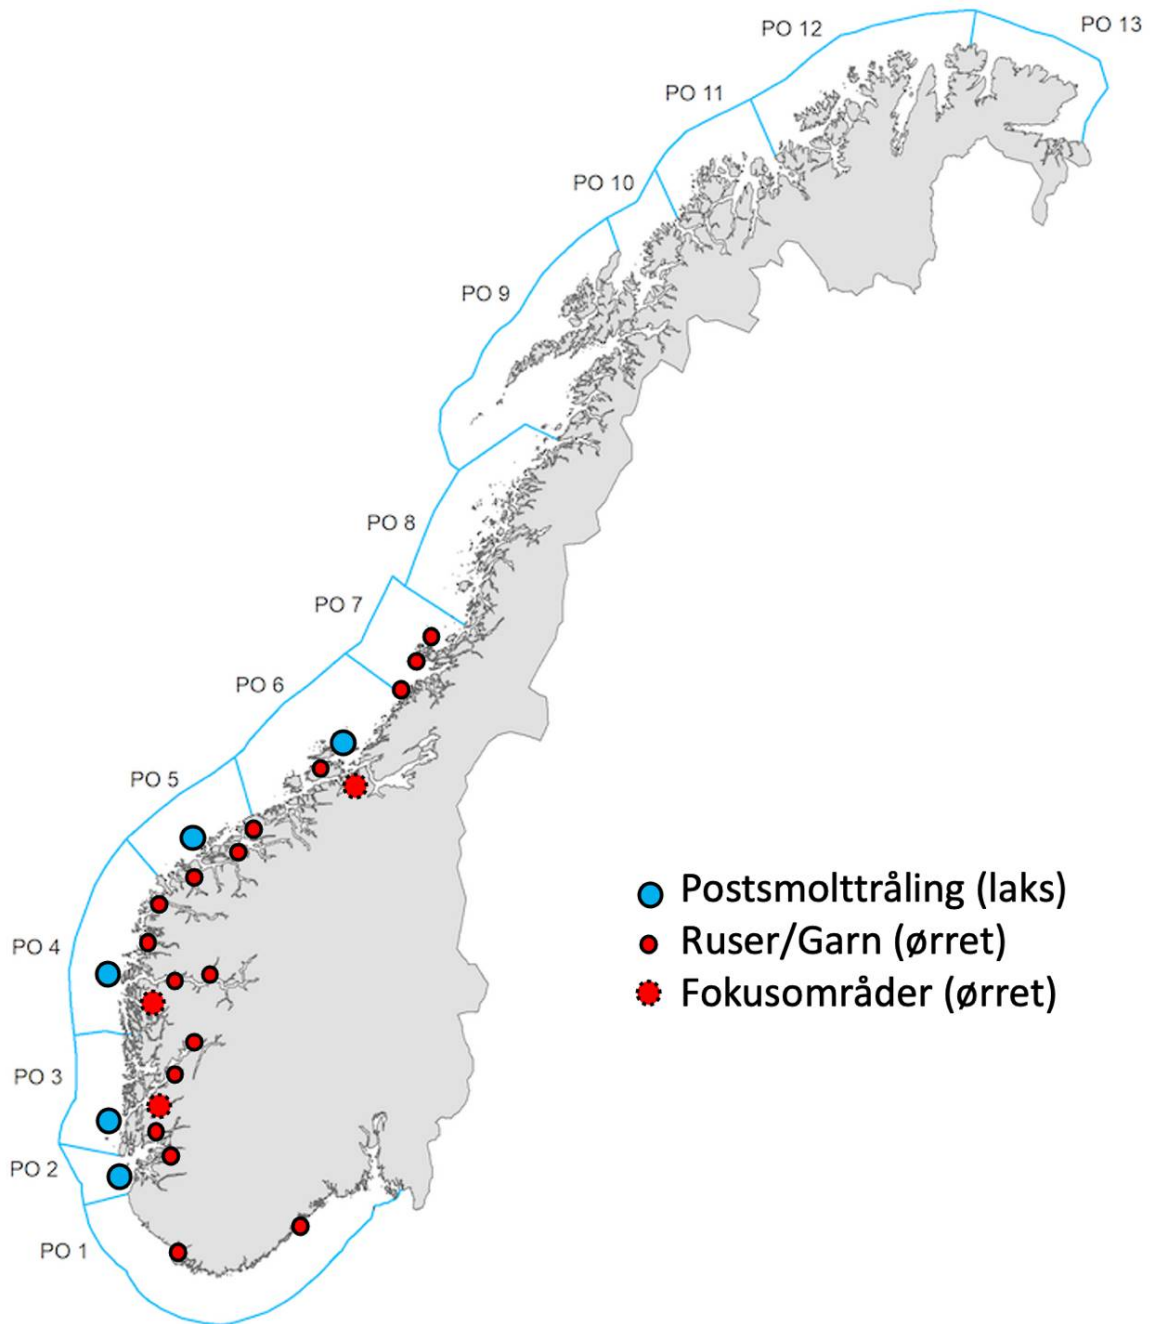 PO 12
PO 13
PO 11
PO 10
PO 9
PO 8
PO 7
PO 6
PO 5
PO 4
PO 3
PO 2
PO 1
Postsmolttråling (laks)
Ruser/Garn (ørret)
Fokusområder (ørret)